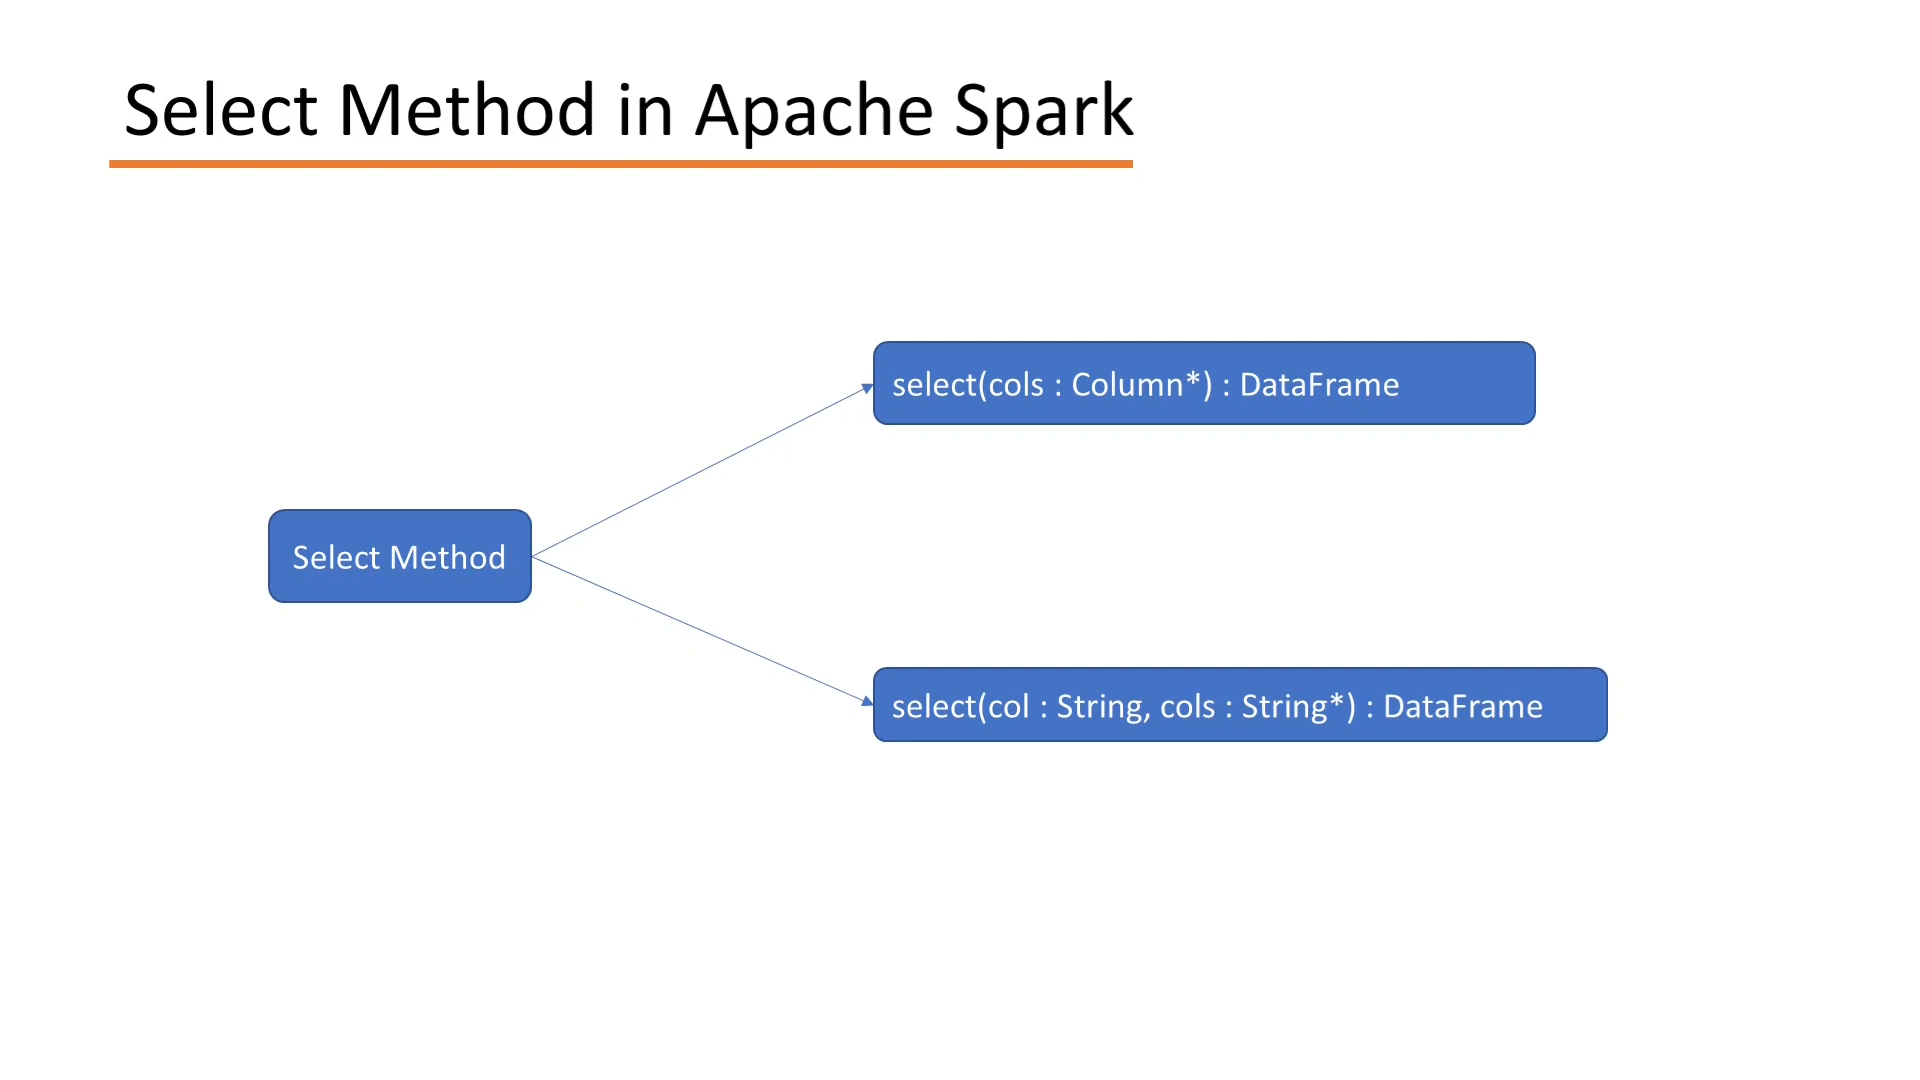 Select Method in Apache Spark
select(cols : Column*) : DataFrame
Select Method
select(col : String, cols : String*) : DataFrame